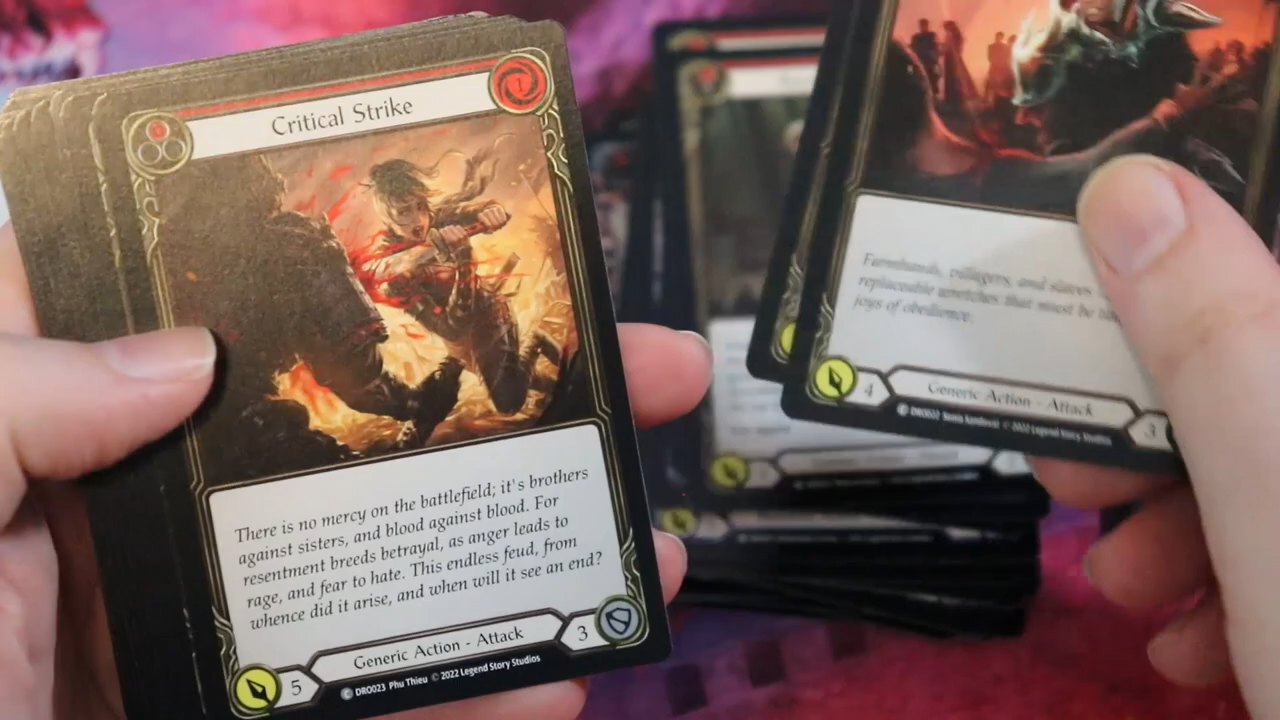 Critical Strike
1
There is no mercy on the battlefield; it's brothers
against sisters, and blood against blood. For
resentment breeds betrayal, as anger leads to
rage, and fear to hate. This endless feud, from
whence did it arise, and when will it see an end?
5
Generic Action - Attack
3
C DRO023 Phu Thieu © 2022 Legend Story Studios
Farmhands, villagers, and slaves
replaceable wretches that must be
joys of obedience.
4
Generic Action - Attack
3
C DRO022 © 2022 Legend Story Studios